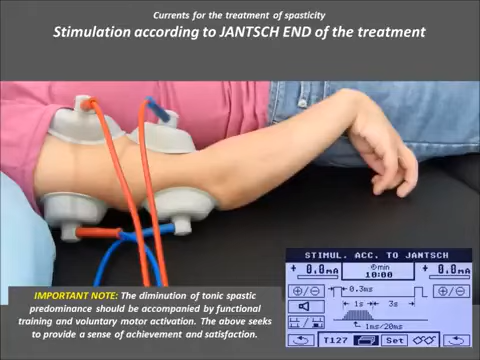 Currents for the treatment of spasticity
Stimulation according to JANTSCH END of the treatment
STIMUL. ACC. TO JANTSCH
0.0mA
min
10:00
0.0mA
0.3ms
1s
3s
1ms/20ms
T127
Set
IMPORTANT NOTE: The diminution of tonic spastic
predominance should be accompanied by functional
training and voluntary motor activation. The above seeks
to provide a sense of achievement and satisfaction.